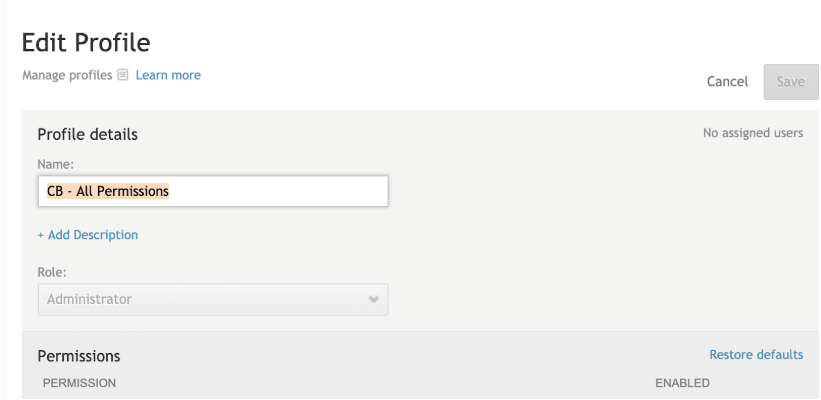 Edit Profile
Manage profiles Learn more
Cancel Save
Profile details
No assigned users
Name:
CB - All Permissions
+ Add Description
Role:
Administrator
Permissions
Restore defaults
PERMISSION ENABLED